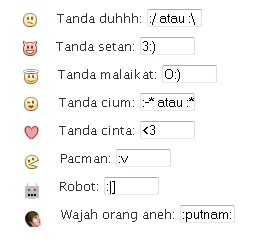 Tanda duhhh: :/ atau :\
Tanda setan: 3:)
Tanda malaikat: O:)
Tanda cium: :-* atau :*
Tanda cinta: <3
Pacman: :v
Robot: :|]
Wajah orang aneh: :putnam: